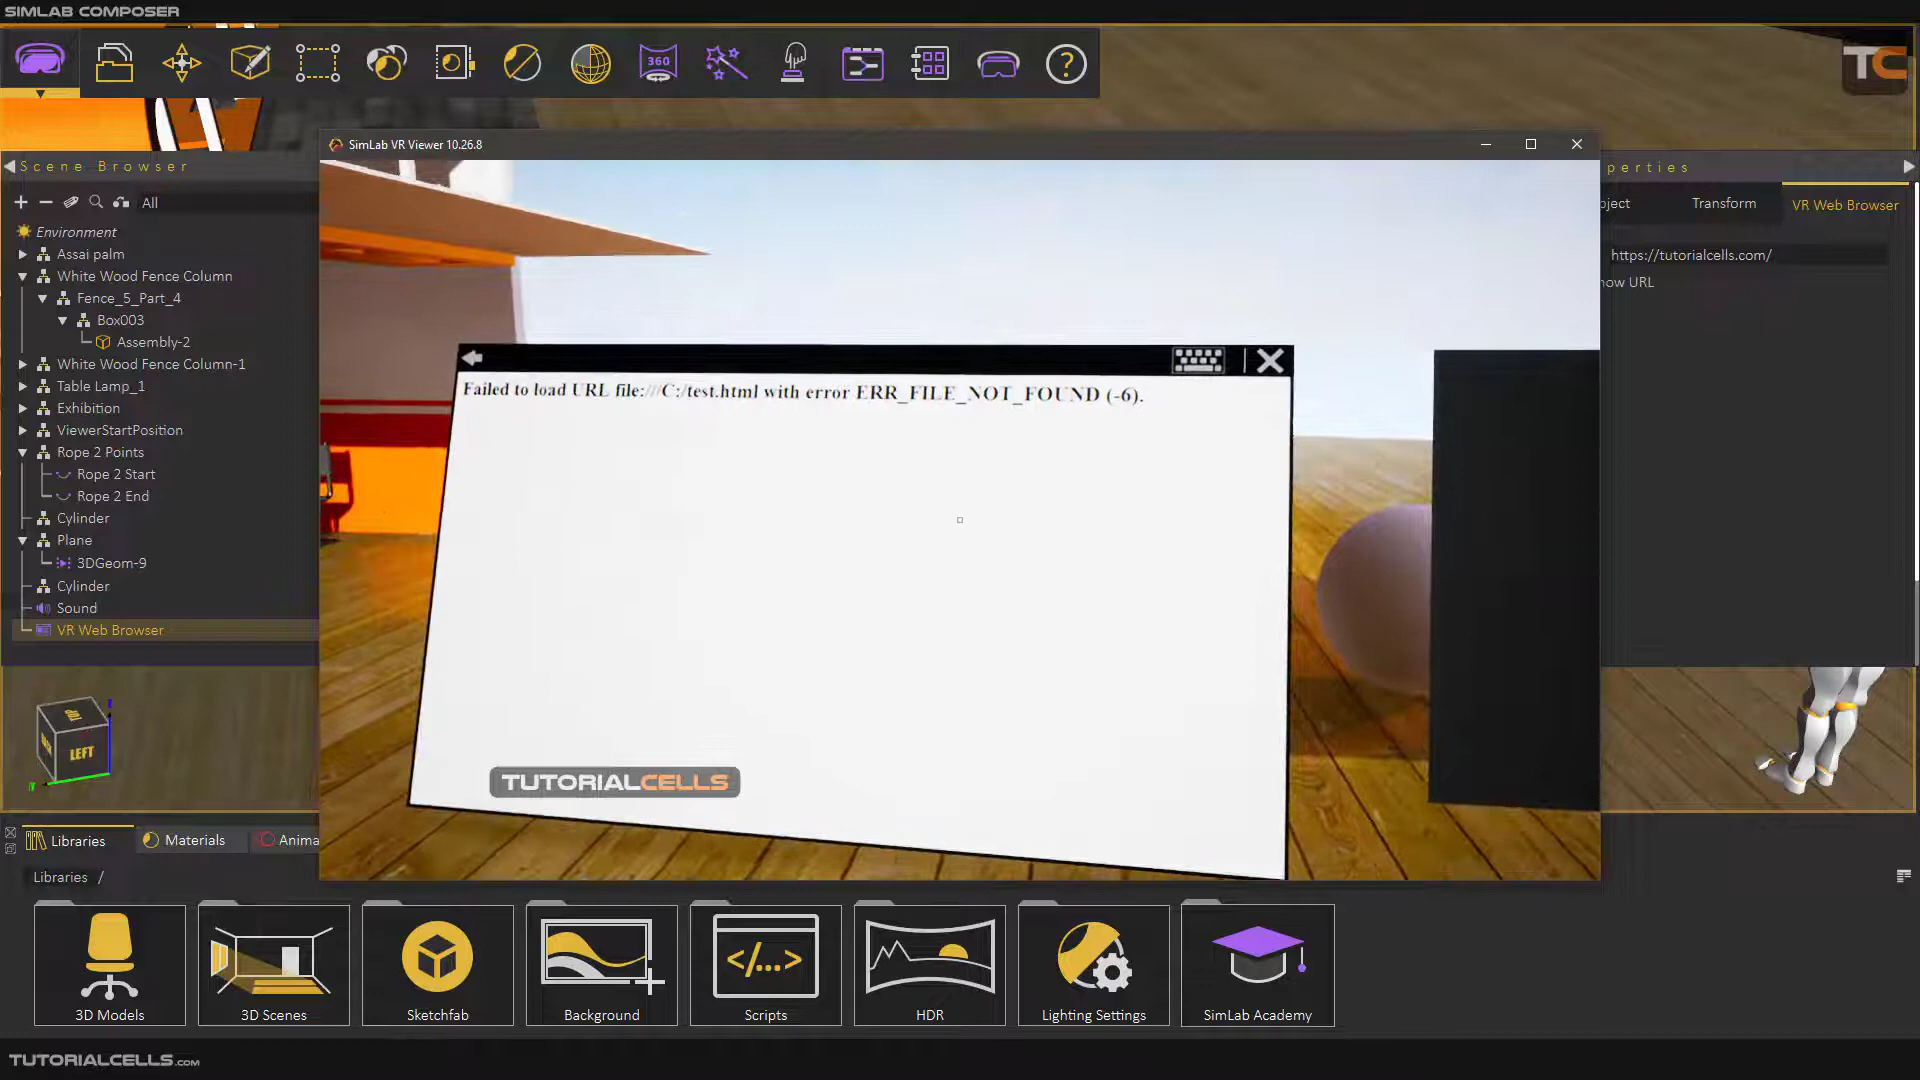 SIMLAB COMPOSER
360
?
TC
SimLab VR Viewer 10.26.8
Scene Browser
perties
All
ject
Transform
VR Web Browser
Environment
Assai palm
https://tutorialcells.com/
White Wood Fence Column
ow URL
Fence_5_Part_4
Box003
Assembly-2
White Wood Fence Column-1
Table Lamp_1
Failed to load URL file:///C:/test.html with error ERR_FILE_NOT_FOUND (-6).
Exhibition
ViewerStartPosition
Rope 2 Points
Rope 2 Start
Rope 2 End
Cylinder
Plane
3DGeom-9
Cylinder
Sound
VR Web Browser
TOP
BACK
LEFT
TUTORIALCELLS
Libraries
Materials
Anima
Libraries /
</...>
3D Models
3D Scenes
Sketchfab
Background
Scripts
HDR
Lighting Settings
SimLab Academy
TUTORIALCELLS.COM